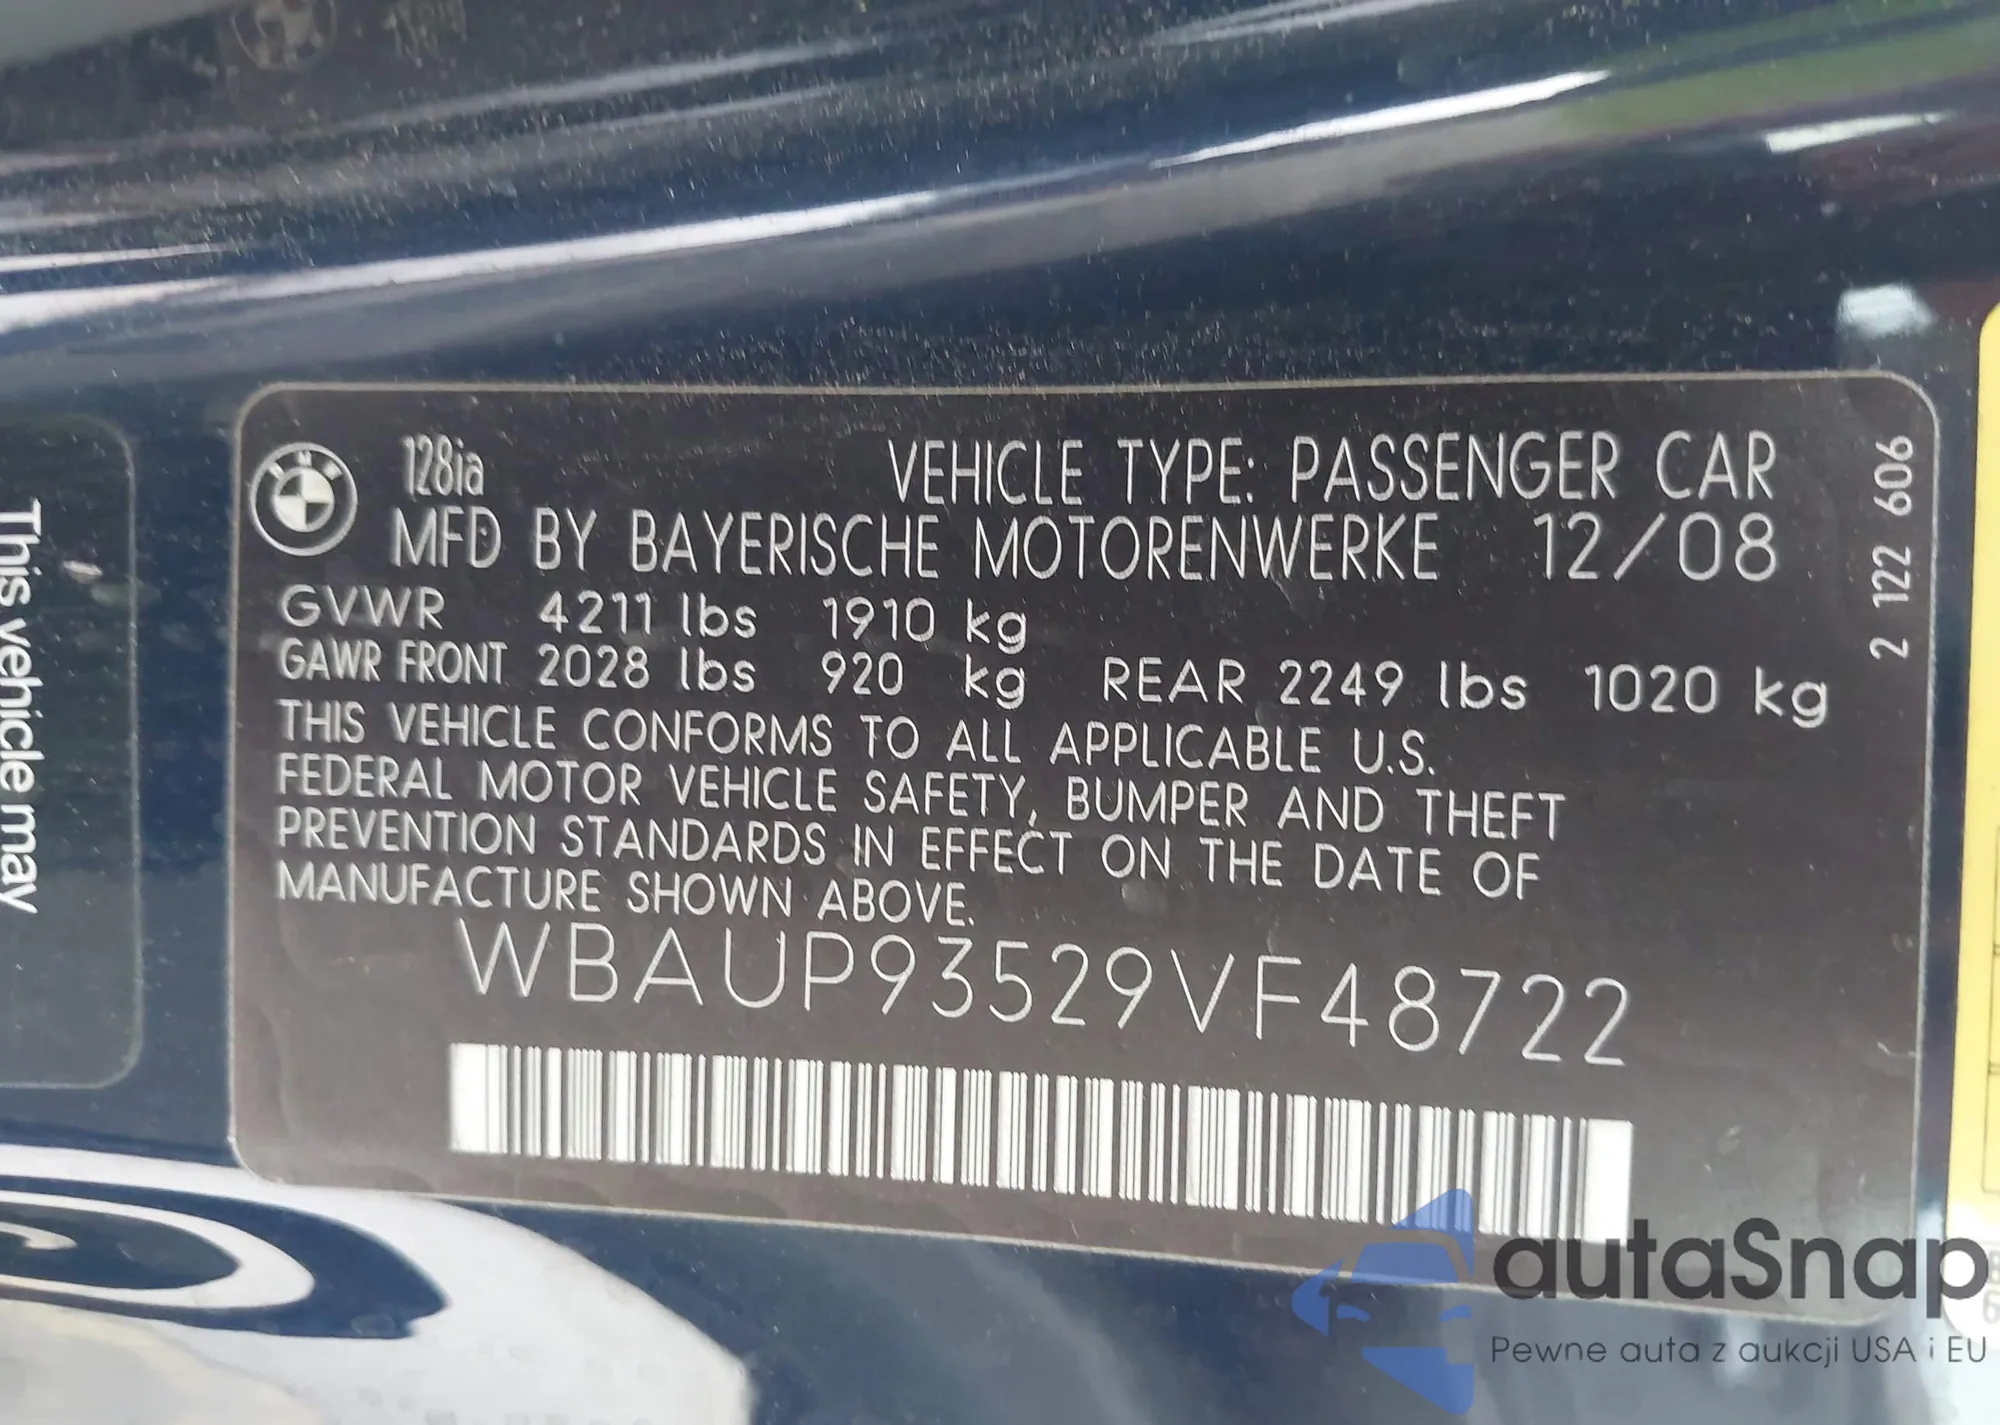 128ia
VEHICLE TYPE: PASSENGER CAR
MFD BY BAYERISCHE MOTORENWERKE 12/08
GVWR 4211 lbs 1910 kg
GAWR FRONT 2028 lbs 920 kg REAR 2249 lbs 1020 kg
THIS VEHICLE CONFORMS TO ALL APPLICABLE U.S.
FEDERAL MOTOR VEHICLE SAFETY, BUMPER AND THEFT
PREVENTION STANDARDS IN EFFECT ON THE DATE OF
MANUFACTURE SHOWN ABOVE.
WBAUP93529VF48722
2 122 606
This vehicle may
BMW
autaSnap
Pewne auta z aukcji USA i EU